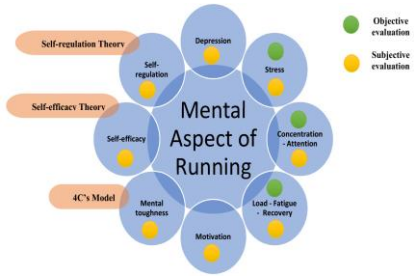 Self-regulation Theory
Self-efficacy Theory
4C's Model
Depression
Stress
Concentration
- Attention
Load - Fatigue
- Recovery
Motivation
Mental
toughness
Self-efficacy
Self-
regulation
Mental
Aspect of
Running
Objective
evaluation
Subjective
evaluation